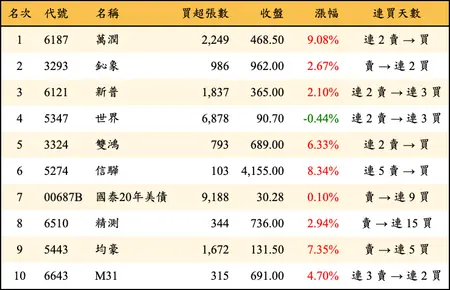 名次 代號 名稱 買超張數 收盤 漲幅 連買天數
1 6187 萬潤 2,249 468.50 9.08% 連 2 賣 → 買
2 3293 鈊象 986 962.00 2.67% 賣 → 連 2 買
3 6121 新普 1,837 365.00 2.10% 連 2 賣 → 連 3 買
4 5347 世界 6,878 90.70 -0.44% 連 2 賣 → 連 3 買
5 3324 雙鴻 793 689.00 6.33% 連 2 賣 → 買
6 5274 信驊 103 4,155.00 8.34% 連 5 賣 → 買
7 00687B 國泰20年美債 9,188 30.28 0.10% 賣 → 連 9 買
8 6510 精測 344 736.00 2.94% 賣 → 連 15 買
9 5443 均豪 1,672 131.50 7.35% 賣 → 連 5 買
10 6643 M31 315 691.00 4.70% 連 3 賣 → 連 2 買